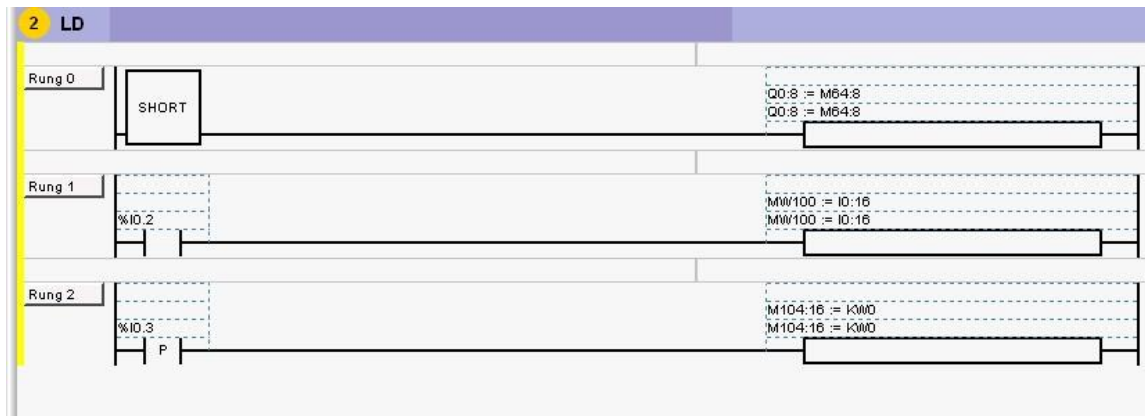 2 LD
Rung 0
SHORT
Q0:8 := M64:8
Q0:8 := M64:8
Rung 1
%I0.2
MW100 := I0:16
MW100 := I0:16
Rung 2
%I0.3
P
M104:16 := KW0
M104:16 := KW0